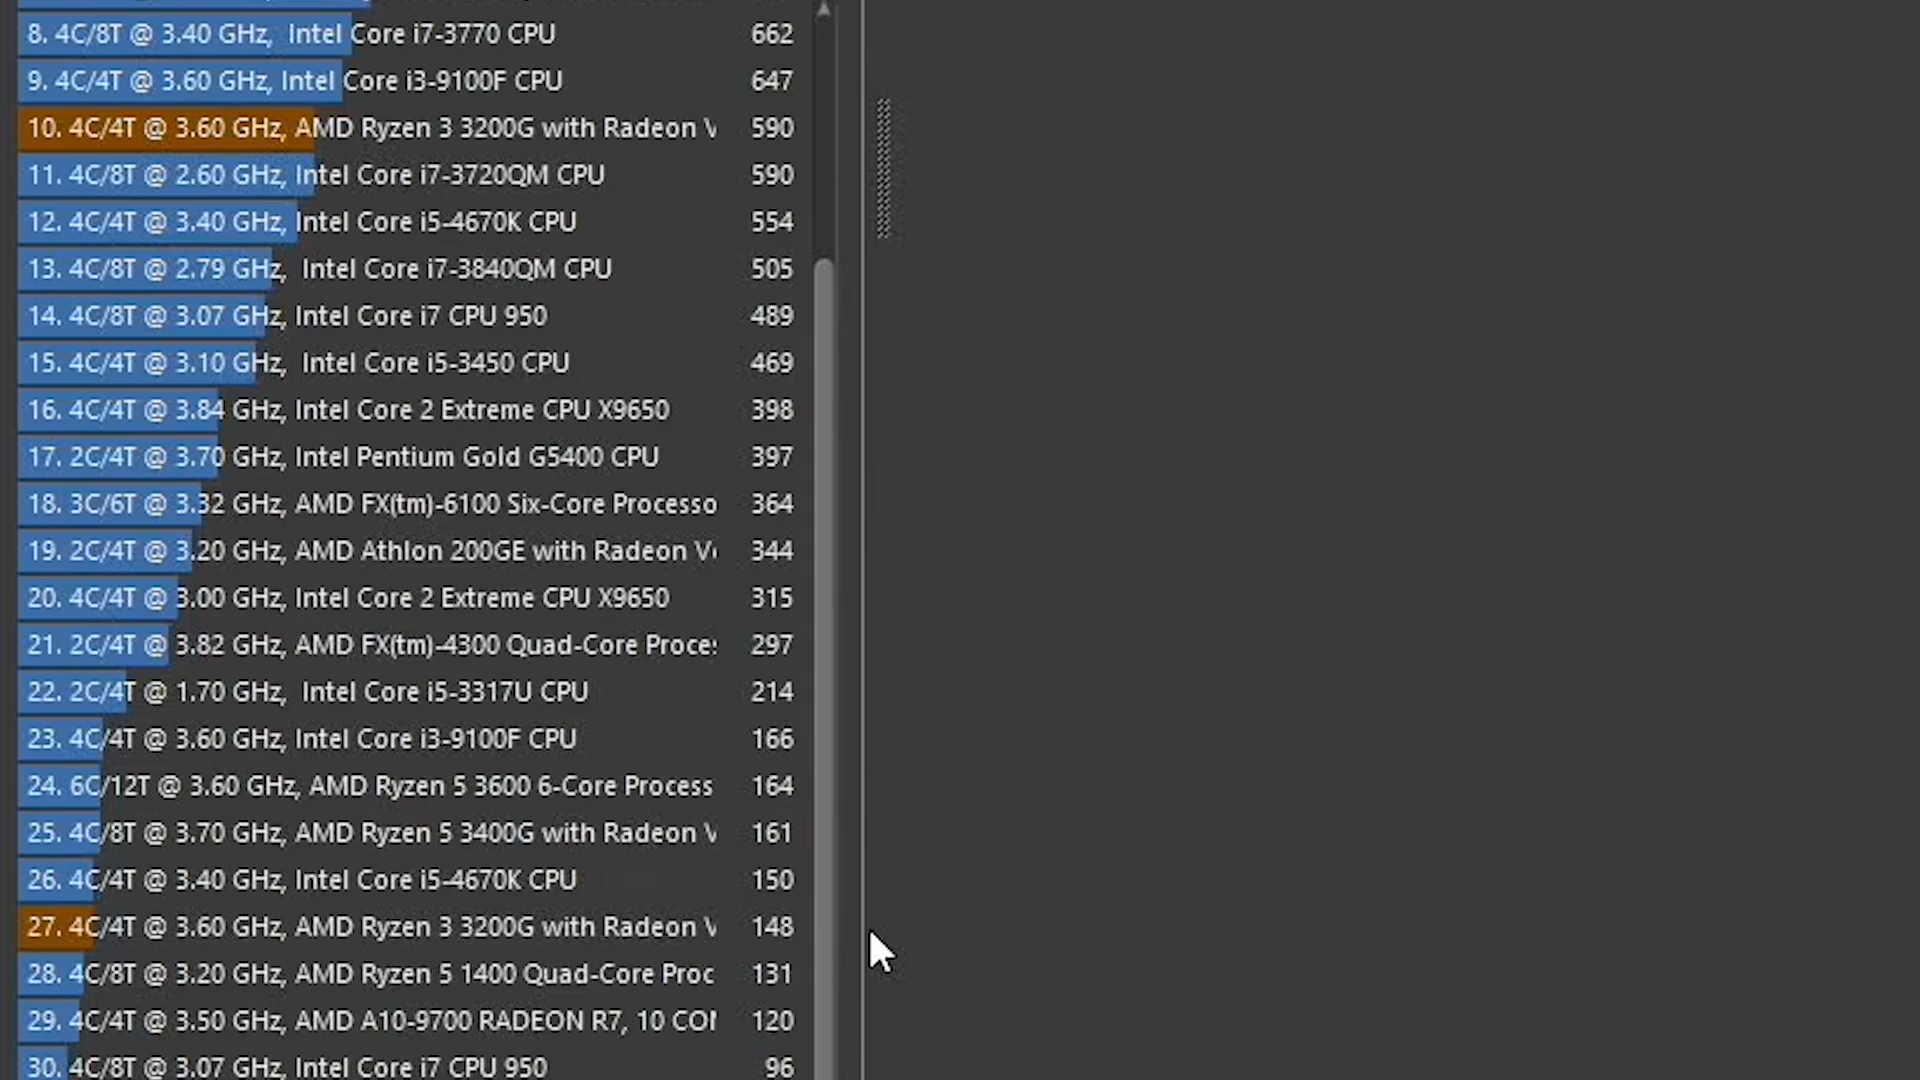 8. 4C/8T @ 3.40 GHz, Intel Core i7-3770 CPU 662
9. 4C/4T @ 3.60 GHz, Intel Core i3-9100F CPU 647
10. 4C/4T @ 3.60 GHz, AMD Ryzen 3 3200G with Radeon V 590
11. 4C/8T @ 2.60 GHz, Intel Core i7-3720QM CPU 590
12. 4C/4T @ 3.40 GHz, Intel Core i5-4670K CPU 554
13. 4C/8T @ 2.79 GHz, Intel Core i7-3840QM CPU 505
14. 4C/8T @ 3.07 GHz, Intel Core i7 CPU 950 489
15. 4C/4T @ 3.10 GHz, Intel Core i5-3450 CPU 469
16. 4C/4T @ 3.84 GHz, Intel Core 2 Extreme CPU X9650 398
17. 2C/4T @ 3.70 GHz, Intel Pentium Gold G5400 CPU 397
18. 3C/6T @ 3.32 GHz, AMD FX(tm)-6100 Six-Core Processo 364
19. 2C/4T @ 3.20 GHz, AMD Athlon 200GE with Radeon Ve 344
20. 4C/4T @ 3.00 GHz, Intel Core 2 Extreme CPU X9650 315
21. 2C/4T @ 3.82 GHz, AMD FX(tm)-4300 Quad-Core Proces 297
22. 2C/4T @ 1.70 GHz, Intel Core i5-3317U CPU 214
23. 4C/4T @ 3.60 GHz, Intel Core i3-9100F CPU 166
24. 6C/12T @ 3.60 GHz, AMD Ryzen 5 3600 6-Core Process 164
25. 4C/8T @ 3.70 GHz, AMD Ryzen 5 3400G with Radeon V 161
26. 4C/4T @ 3.40 GHz, Intel Core i5-4670K CPU 150
27. 4C/4T @ 3.60 GHz, AMD Ryzen 3 3200G with Radeon V 148
28. 4C/8T @ 3.20 GHz, AMD Ryzen 5 1400 Quad-Core Proc 131
29. 4C/4T @ 3.50 GHz, AMD A10-9700 RADEON R7, 10 COM 120
30. 4C/8T @ 3.07 GHz, Intel Core i7 CPU 950 96